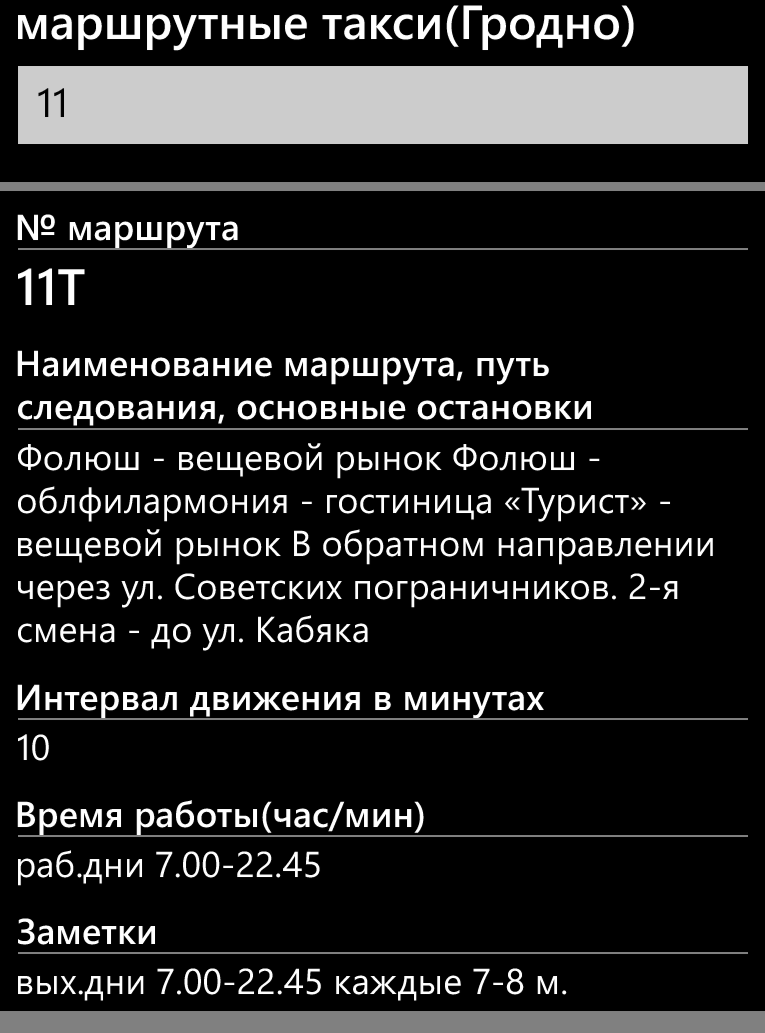 маршрутные такси(Гродно)
11
№ маршрута
11Т
Наименование маршрута, путь
следования, основные остановки
Фолюш - вещевой рынок Фолюш -
облфилармония - гостиница «Турист» -
вещевой рынок В обратном направлении
через ул. Советских пограничников. 2-я
смена - до ул. Кабяка
Интервал движения в минутах
10
Время работы(час/мин)
раб.дни 7.00-22.45
Заметки
вых.дни 7.00-22.45 каждые 7-8 м.